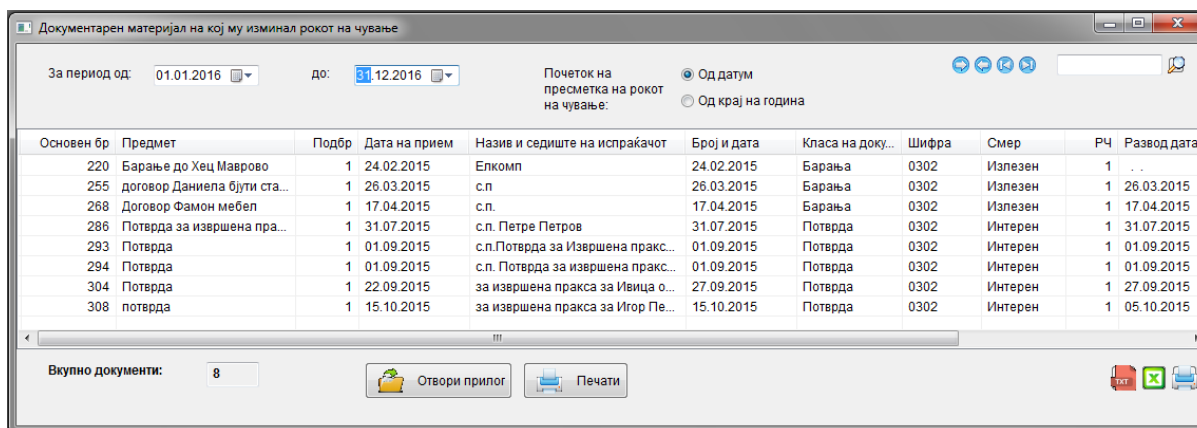 Документарен материјал на кој му изминал рокот на чување
За период од: 01.01.2016 до: 31.12.2016 Почеток на пресметка на рокот на чување: Од датум
Од крај на година
Основен бр Предмет Подбр Дата на прием Назив и седиште на испраќачот Број и дата Класа на доку... Шифра Смер РЧ Развод дата
220 Барање до Хец Маврово 1 24.02.2015 Елкомп 24.02.2015 Барања 0302 Излезен 1 . .
255 договор Даниела бјути ста... 1 26.03.2015 с.п 26.03.2015 Барања 0302 Излезен 1 26.03.2015
268 Договор Фамон мебел 1 17.04.2015 с.п. 17.04.2015 Барања 0302 Излезен 1 17.04.2015
286 Потврда за извршена пра... 1 31.07.2015 с.п. Петре Петров 31.07.2015 Потврда 0302 Интерен 1 31.07.2015
293 Потврда 1 01.09.2015 с.п.Потврда за Извршена пракс... 01.09.2015 Потврда 0302 Интерен 1 01.09.2015
294 Потврда 1 01.09.2015 с.п. Потврда за извршена пракс... 01.09.2015 Потврда 0302 Интерен 1 01.09.2015
304 Потврда 1 22.09.2015 за извршена пракса за Ивица о... 27.09.2015 Потврда 0302 Интерен 1 27.09.2015
308 потврда 1 15.10.2015 за извршена пракса за Игор Пе... 15.10.2015 Потврда 0302 Интерен 1 05.10.2015
Вкупно документи: 8 Отвори прилог Печати TXT